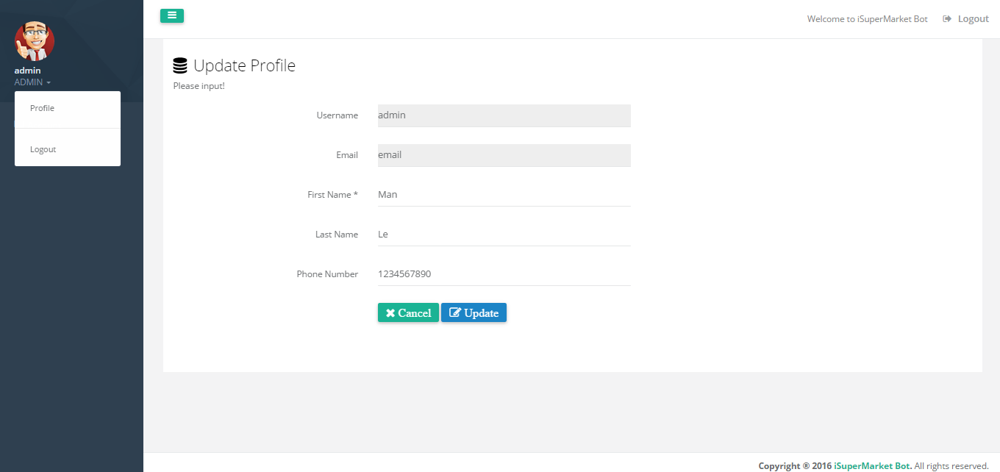 Welcome to iSuperMarket Bot Logout
admin
ADMIN
Profile
Logout
Update Profile
Please input!
Username admin
Email email
First Name * Man
Last Name Le
Phone Number 1234567890
Cancel Update
Copyright ® 2016 iSuperMarket Bot. All rights reserved.